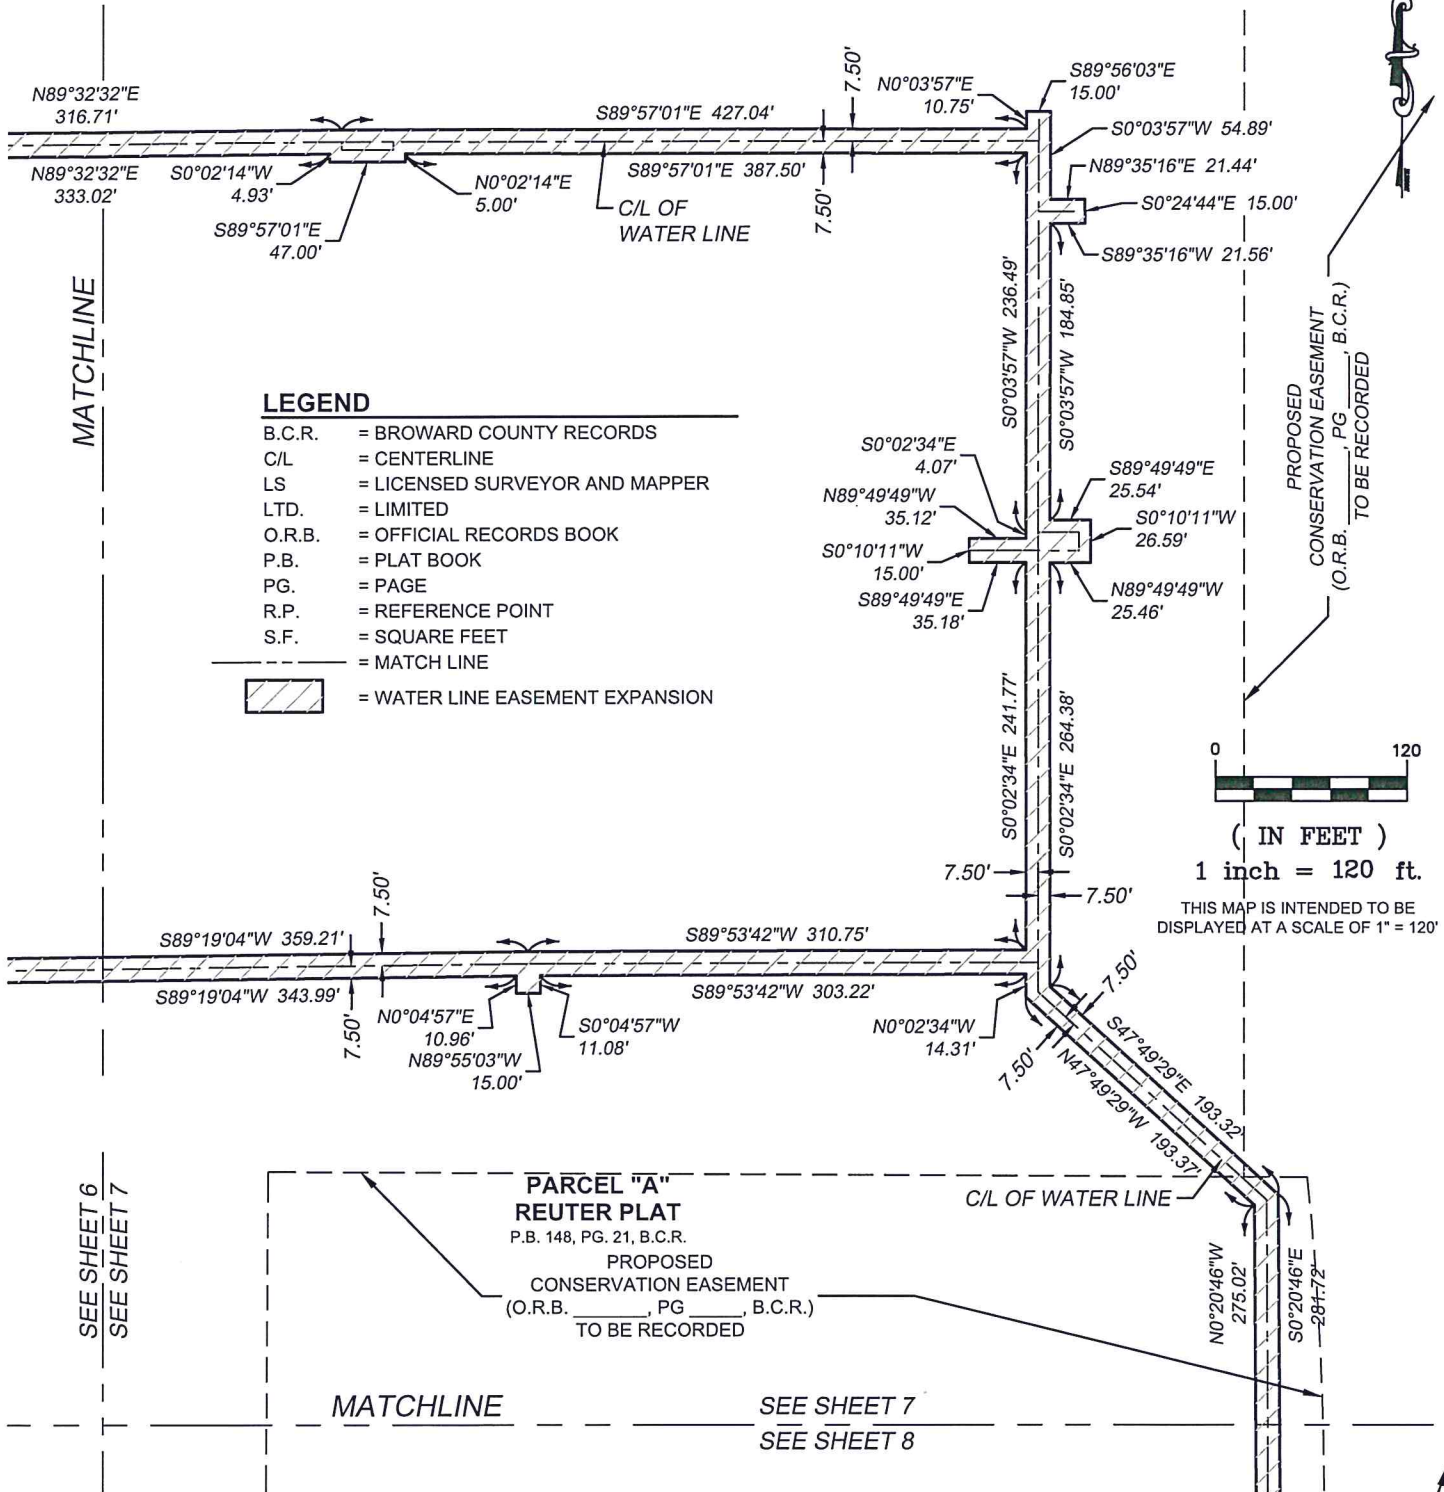 N89°32'32"E
316.71'
N89°32'32"E
333.02'
S0°02'14"W
4.93'
S89°57'01"E
47.00'
N0°02'14"E
5.00'
S89°57'01"E 427.04'
S89°57'01"E 387.50'
C/L OF
WATER LINE
7.50'
7.50'
N0°03'57"E
10.75'
S89°56'03"E
15.00'
S0°03'57"W 54.89'
N89°35'16"E 21.44'
S0°24'44"E 15.00'
S89°35'16"W 21.56'
S0°03'57"W 236.49'
S0°03'57"W 184.85'
PROPOSED
CONSERVATION EASEMENT
(O.R.B. ______, PG ______, B.C.R.)
TO BE RECORDED
MATCHLINE
LEGEND
B.C.R. = BROWARD COUNTY RECORDS
C/L = CENTERLINE
LS = LICENSED SURVEYOR AND MAPPER
LTD. = LIMITED
O.R.B. = OFFICIAL RECORDS BOOK
P.B. = PLAT BOOK
PG. = PAGE
R.P. = REFERENCE POINT
S.F. = SQUARE FEET
= MATCH LINE
= WATER LINE EASEMENT EXPANSION
S0°02'34"E
4.07'
N89°49'49"W
35.12'
S0°10'11"W
15.00'
S89°49'49"E
35.18'
S89°49'49"E
25.54'
S0°10'11"W
26.59'
N89°49'49"W
25.46'
S0°02'34"E 241.77'
S0°02'34"E 264.38'
0 120
( IN FEET )
1 inch = 120 ft.
THIS MAP IS INTENDED TO BE
DISPLAYED AT A SCALE OF 1" = 120'
7.50'
7.50'
S89°19'04"W 359.21'
7.50'
S89°53'42"W 310.75'
S89°19'04"W 343.99'
7.50'
N0°04'57"E
10.96'
N89°55'03"W
15.00'
S0°04'57"W
11.08'
S89°53'42"W 303.22'
N0°02'34"W
14.31'
7.50'
7.50'
S47°49'29"E 193.32'
N47°49'29"W 193.37'
C/L OF WATER LINE
N0°20'46"W
275.02'
S0°20'46"E
281.72'
PARCEL "A"
REUTER PLAT
P.B. 148, PG. 21, B.C.R.
PROPOSED
CONSERVATION EASEMENT
(O.R.B. ________, PG _____, B.C.R.)
TO BE RECORDED
SEE SHEET 6
SEE SHEET 7
MATCHLINE
SEE SHEET 7
SEE SHEET 8